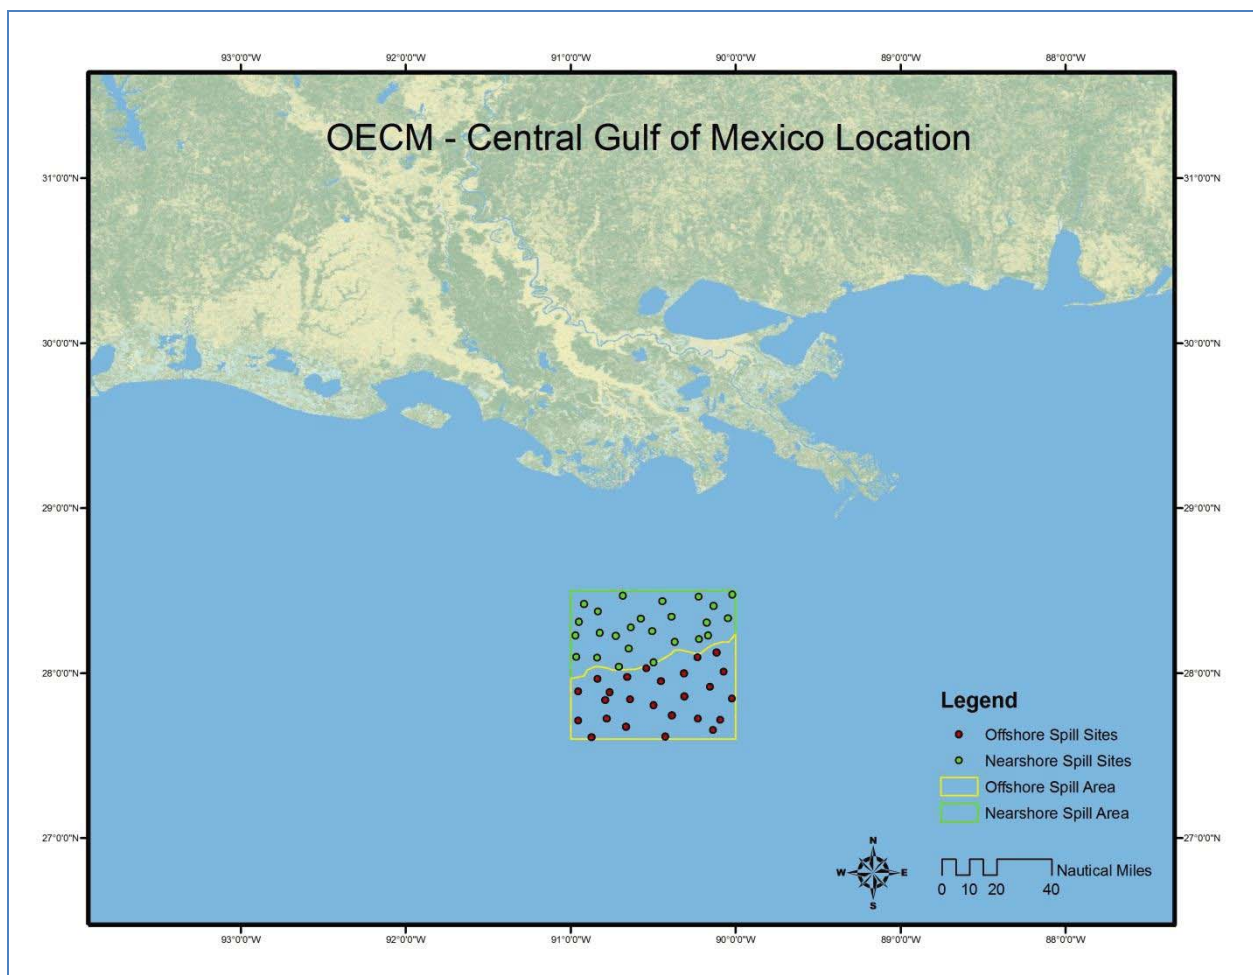 93°0'0"W 92°0'0"W 91°0'0"W 90°0'0"W 89°0'0"W 88°0'0"W
OECM - Central Gulf of Mexico Location
31°0'0"N 31°0'0"N
30°0'0"N 30°0'0"N
29°0'0"N 29°0'0"N
28°0'0"N 28°0'0"N
Legend
Offshore Spill Sites
Nearshore Spill Sites
Offshore Spill Area
Nearshore Spill Area
27°0'0"N 27°0'0"N
N
W E
S
Nautical Miles
0 10 20 40
93°0'0"W 92°0'0"W 91°0'0"W 90°0'0"W 89°0'0"W 88°0'0"W